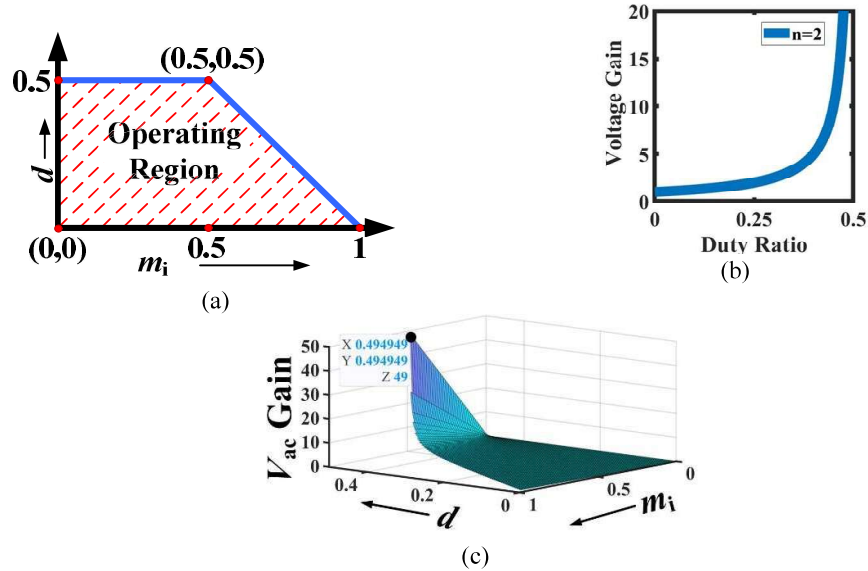 (0.5,0.5)
0.5
Operating
Region
d
(0,0)
0.5
1
m_i
(a)
20
15
10
5
0
n=2
Voltage Gain
0
0.25
0.5
Duty Ratio
(b)
X 0.494949
Y 0.494949
Z 49
50
40
30
20
10
0
V_ac Gain
0.4
0.2
0
d
1
0.5
0
m_i
(c)